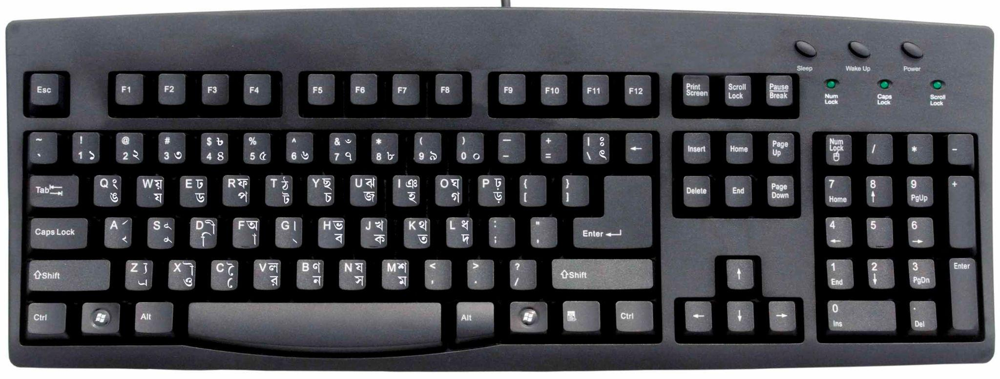 Sleep Wake Up Power
Esc F1 F2 F3 F4 F5 F6 F7 F8 F9 F10 F11 F12 Print Screen Scroll Lock Pause Break Num Lock Caps Lock Scroll Lock
~ ` ! 1 ১ @ 2 ২ # 3 ৩ $ ৳ 4 ৪ % 5 ৫ ^ 6 ৬ & ঁ 7 ৭ * 8 ৮ ( 9 ৯ ) 0 ০ — – + = | ঃ \ ৎ ← Insert Home Page Up Num Lock / * -
Tab Q ং ঙ W য় য E ঢ ড R ফ প T ঠ ট Y ছ চ U ঝ জ I ঞ হ O ঘ গ P ঢ় ড় { [ } ] Delete End Page Down 7 Home 8 ↑ 9 PgUp +
Caps Lock A র্ ৃ S ূ ু D ী ি F অ া G । ্ H ভ ব J খ ক K থ ত L ধ দ : ; " ' Enter 4 ← 5 6 →
⇧Shift Z ্য ্র X ৗ ও C ৈ ে V ল র B ণ ন N ষ স M শ ম < , > . ? / ⇧Shift ↑ 1 End 2 ↓ 3 PgDn Enter
Ctrl Alt Alt Ctrl ← ↓ → 0 Ins . Del